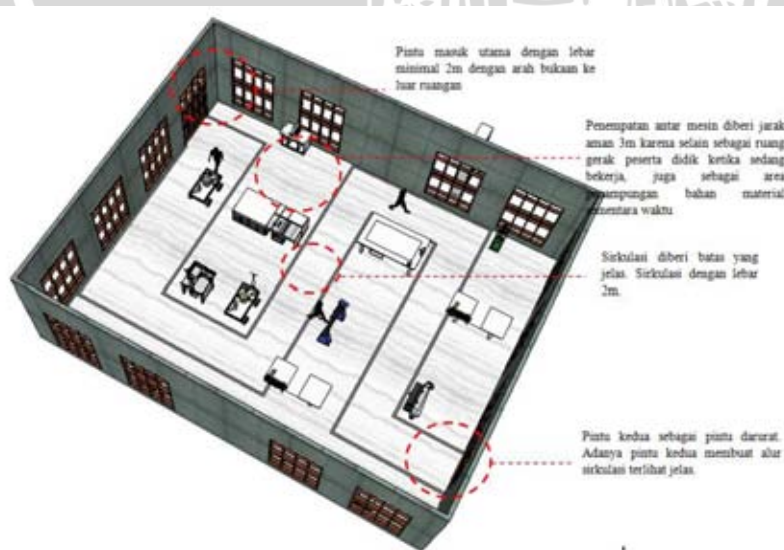 Pintu masuk utama dengan lebar
minimal 2m dengan arah bukaan ke
luar ruangan
Penempatan antar mesin diberi jarak
aman 3m karena selain sebagai ruang
gerak peserta didik ketika sedang
bekerja, juga sebagai area
penampungan bahan material
sementara waktu
Sirkulasi diberi batas yang
jelas. Sirkulasi dengan lebar
2m.
Pintu kedua sebagai pintu darurat.
Adanya pintu kedua membuat alur
sirkulasi terlihat jelas.